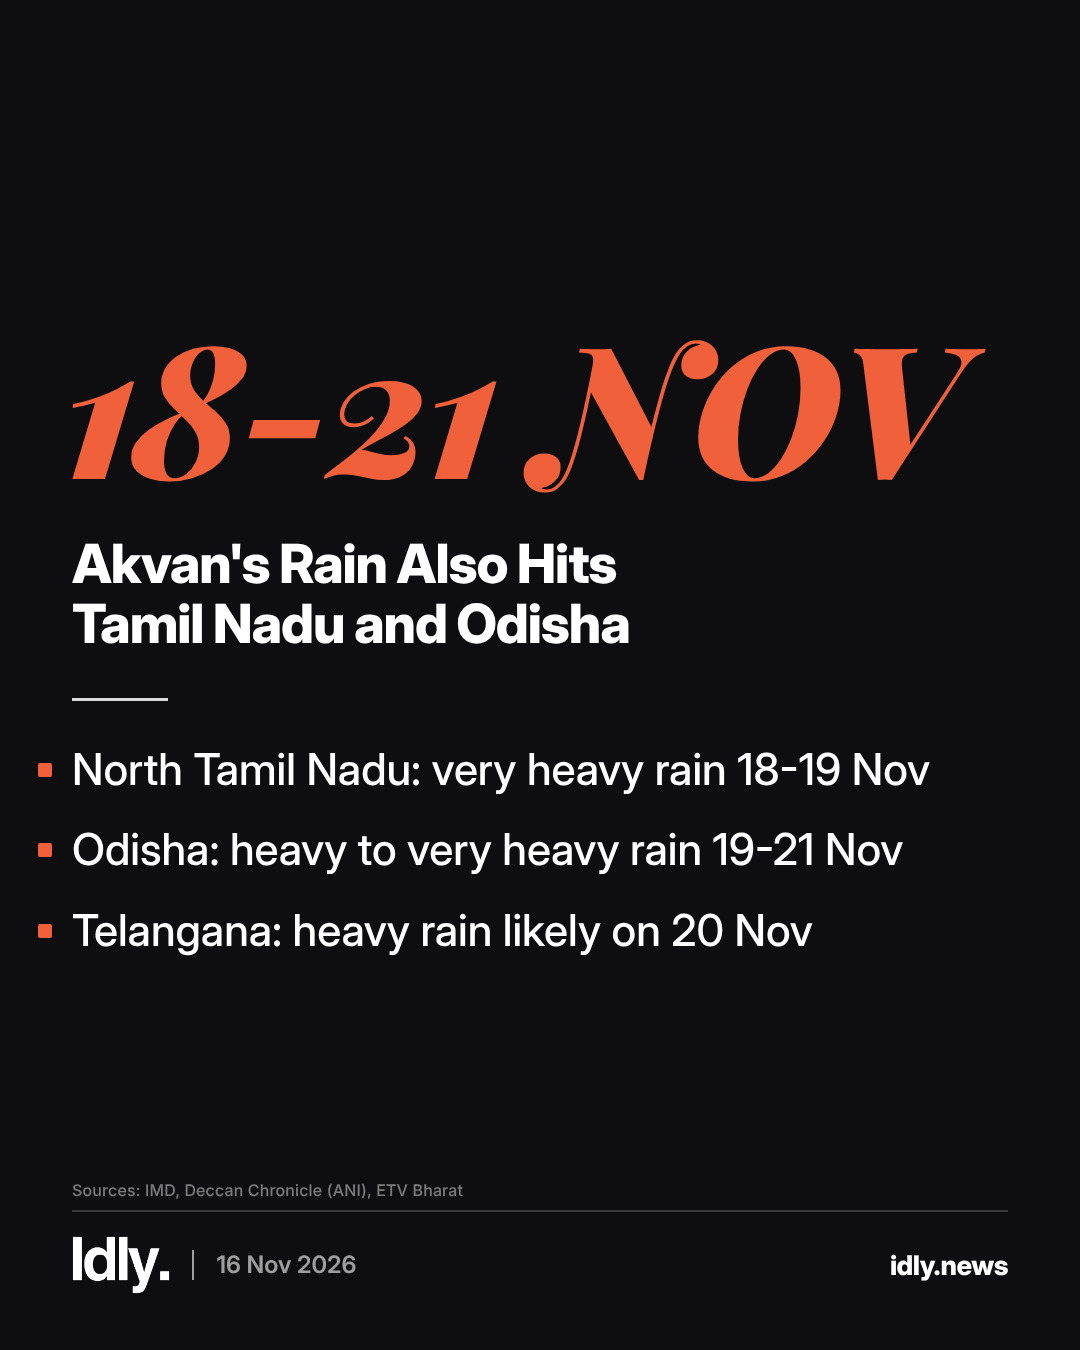 18-21 NOV
Akvan's Rain Also Hits
Tamil Nadu and Odisha
North Tamil Nadu: very heavy rain 18-19 Nov
Odisha: heavy to very heavy rain 19-21 Nov
Telangana: heavy rain likely on 20 Nov
Sources: IMD, Deccan Chronicle (ANI), ETV Bharat
Idly. | 16 Nov 2026
idly.news